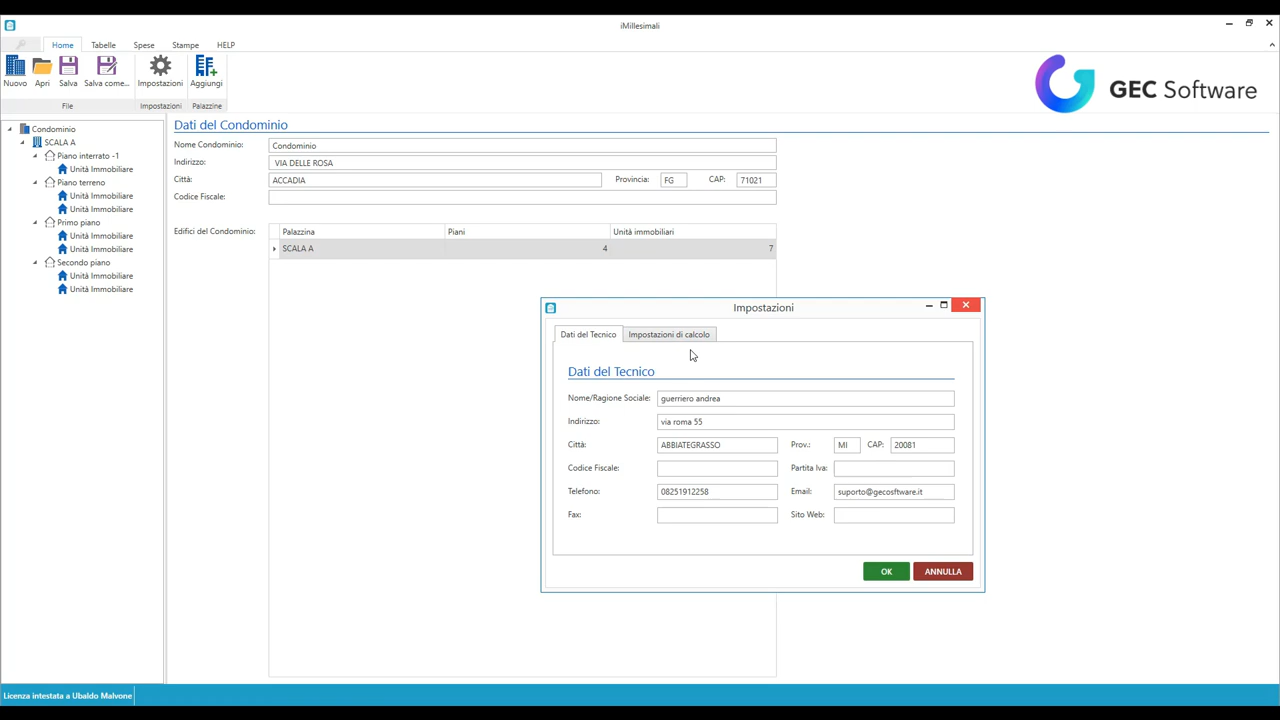 iMillesimali
Home Tabelle Spese Stampe HELP
Nuovo Apri Salva Salva come... Impostazioni Aggiungi
File Impostazioni Palazzine
GEC Software
Condominio
SCALA A
Piano interrato -1
Unità Immobiliare
Piano terreno
Unità Immobiliare
Unità Immobiliare
Primo piano
Unità Immobiliare
Unità Immobiliare
Secondo piano
Unità Immobiliare
Unità Immobiliare
Dati del Condominio
Nome Condominio: Condominio
Indirizzo: VIA DELLE ROSA
Città: ACCADIA Provincia: FG CAP: 71021
Codice Fiscale:
Edifici del Condominio: Palazzina Piani Unità immobiliari
SCALA A 4 7
Impostazioni
Dati del Tecnico Impostazioni di calcolo
Dati del Tecnico
Nome/Ragione Sociale: guerriero andrea
Indirizzo: via roma 55
Città: ABBIATEGRASSO Prov.: MI CAP: 20081
Codice Fiscale: Partita Iva:
Telefono: 08251912258 Email: suporto@gecosftware.it
Fax: Sito Web:
OK ANNULLA
Licenza intestata a Ubaldo Malvone